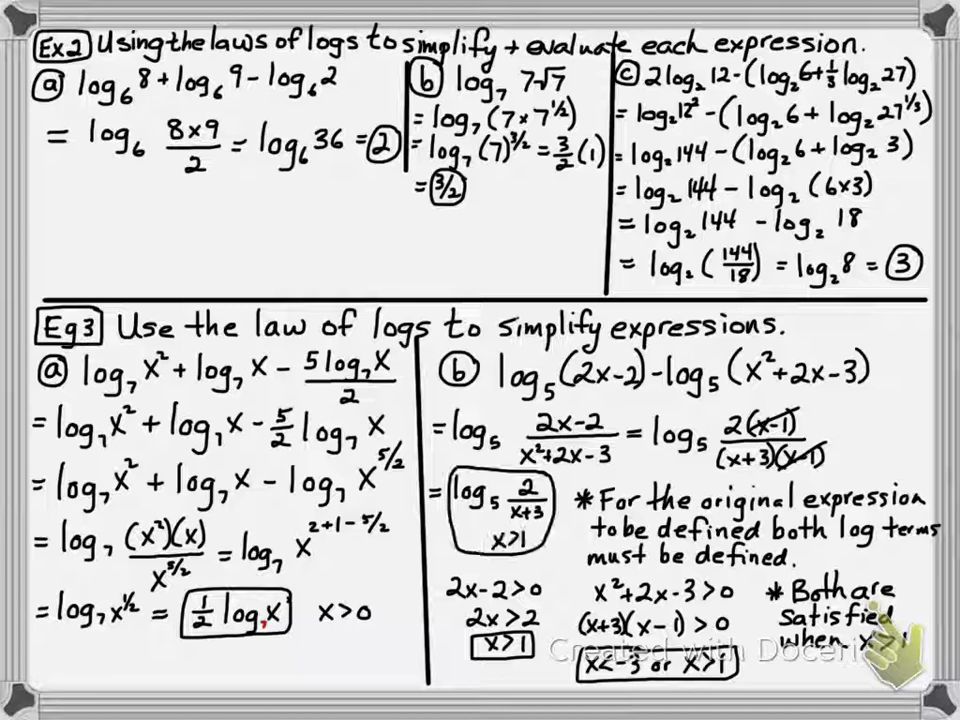 Ex 2 Using the laws of logs to simplify + evaluate each expression.
ⓐ log₆8 + log₆9 − log₆2
= log₆ (8×9)/2 = log₆36 = 2
ⓑ log₇ 7√7
= log₇(7 × 7^½)
= log₇(7)^3/2 = 3/2 (1)
= 3/2
ⓒ 2log₂12 − (log₂6 + ⅓ log₂27)
= log₂12² − (log₂6 + log₂27^1/3)
= log₂144 − (log₂6 + log₂3)
= log₂144 − log₂(6×3)
= log₂144 − log₂18
= log₂(144/18) = log₂8 = 3
Eg 3 Use the law of logs to simplify expressions.
ⓐ log₇x² + log₇x − 5log₇x/2
= log₇x² + log₇x − 5/2 log₇x
= log₇x² + log₇x − log₇x^5/2
= log₇ (x²)(x)/x^5/2 = log₇ x^2+1−5/2
= log₇x^½ = ½ log₇x x>0
ⓑ log₅(2x−2) − log₅(x²+2x−3)
= log₅ (2x−2)/(x²+2x−3) = log₅ 2(x−1)/(x+3)(x−1)
= log₅ 2/(x+3)
x>1
* For the original expression
to be defined both log terms
must be defined.
2x−2>0
2x>2
x>1
x²+2x−3>0
(x+3)(x−1)>0
x<−3 or x>1
* Both are
Satisfied
when x>1
Created with Doceri